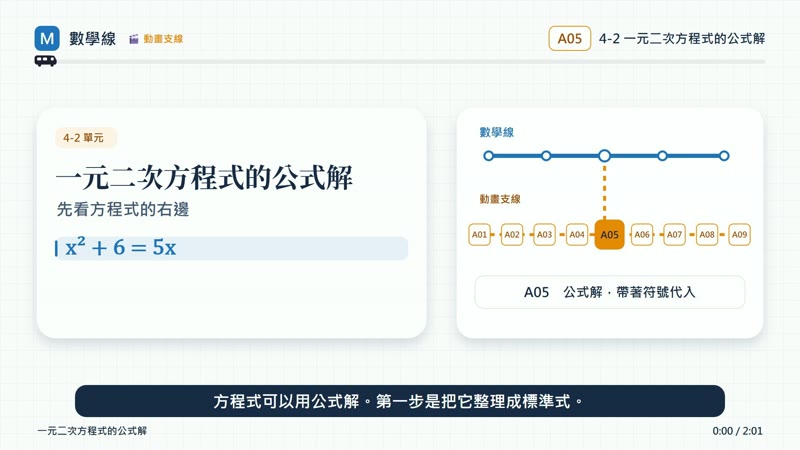 M 數學線 🎬 動畫支線
A05 4-2 一元二次方程式的公式解
4-2 單元
一元二次方程式的公式解
先看方程式的右邊
x² + 6 = 5x
數學線
動畫支線
A01 A02 A03 A04 A05 A06 A07 A08 A09
A05 公式解．帶著符號代入
方程式可以用公式解。第一步是把它整理成標準式。
一元二次方程式的公式解
0:00 / 2:01